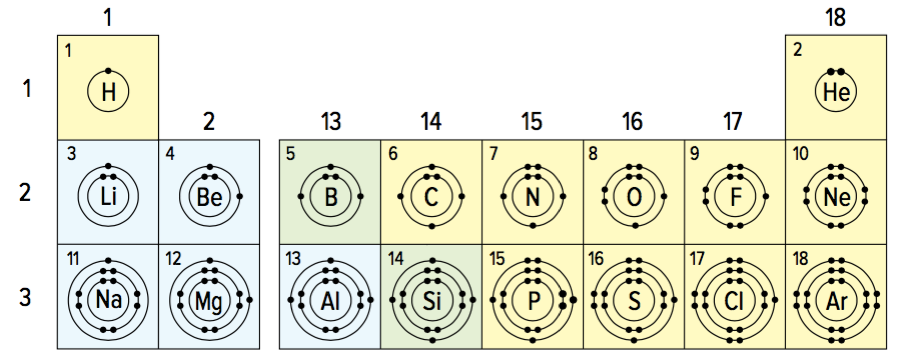 1 18
1 2
1 H He
2 13 14 15 16 17
3 4 5 6 7 8 9 10
2 Li Be B C N O F Ne
11 12 13 14 15 16 17 18
3 Na Mg Al Si P S Cl Ar